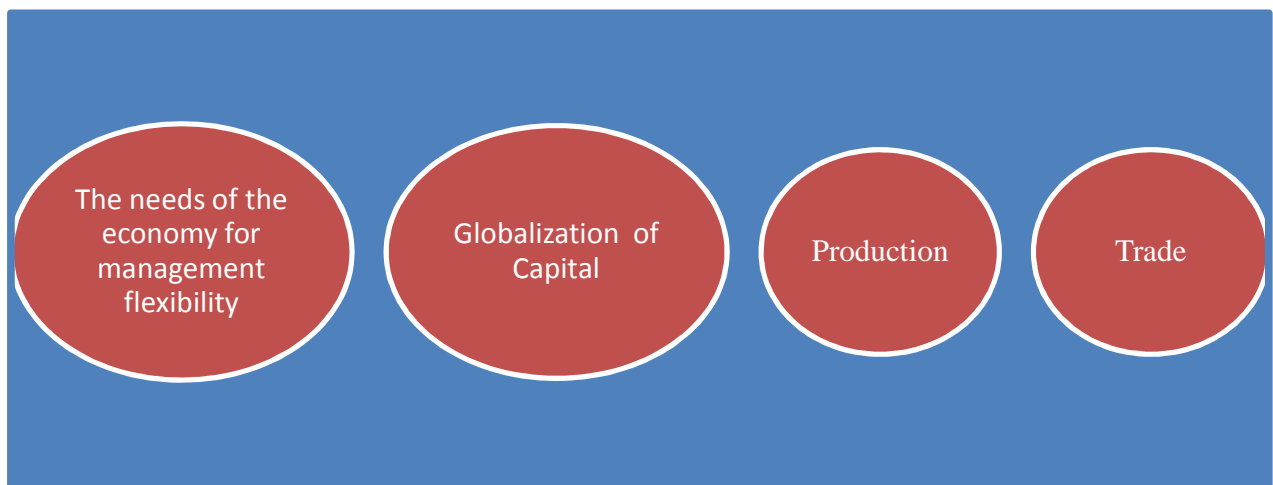 The needs of the
economy for
management
flexibility
Globalization of
Capital
Production
Trade